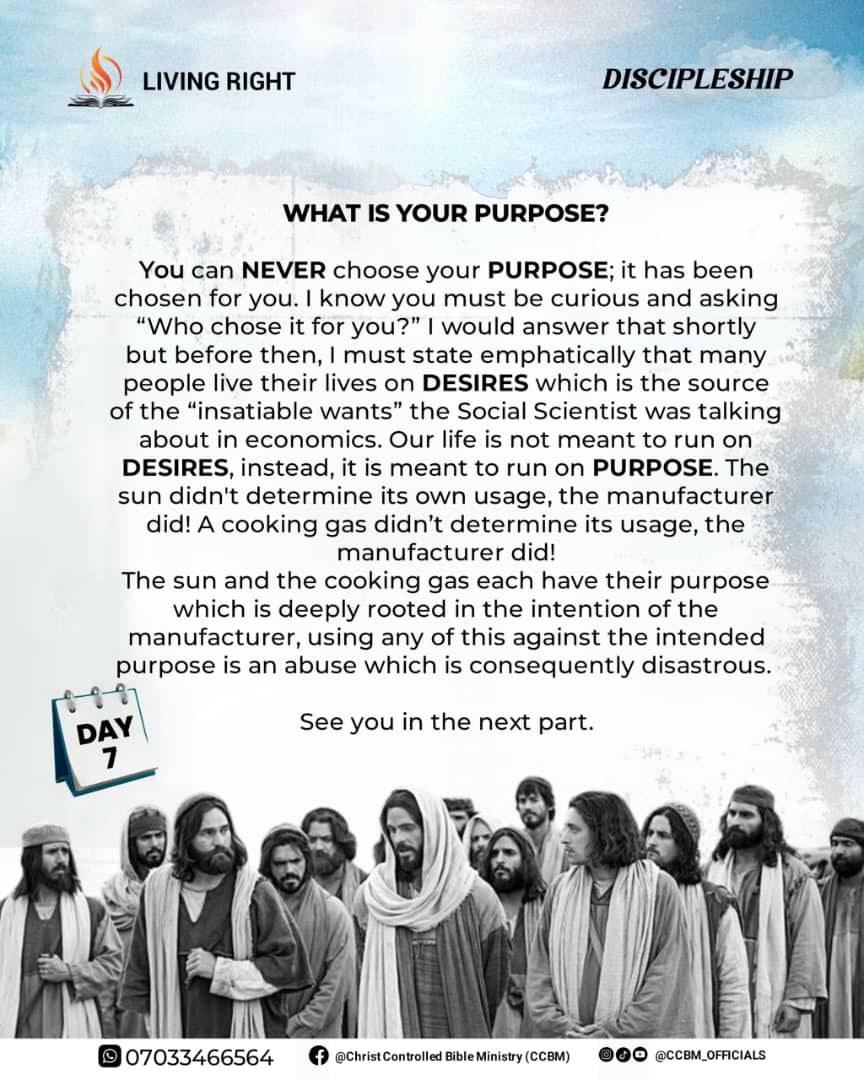 LIVING RIGHT
DISCIPLESHIP
WHAT IS YOUR PURPOSE?
You can NEVER choose your PURPOSE; it has been
chosen for you. I know you must be curious and asking
“Who chose it for you?” I would answer that shortly
but before then, I must state emphatically that many
people live their lives on DESIRES which is the source
of the “insatiable wants” the Social Scientist was talking
about in economics. Our life is not meant to run on
DESIRES, instead, it is meant to run on PURPOSE. The
sun didn't determine its own usage, the manufacturer
did! A cooking gas didn’t determine its usage, the
manufacturer did!
The sun and the cooking gas each have their purpose
which is deeply rooted in the intention of the
manufacturer, using any of this against the intended
purpose is an abuse which is consequently disastrous.
See you in the next part.
DAY
7
07033466564
@Christ Controlled Bible Ministry (CCBM)
@CCBM_OFFICIALS